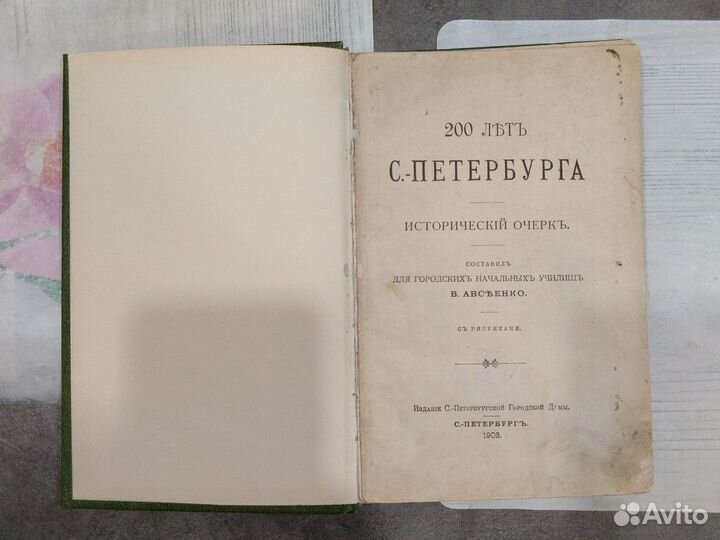 200 ЛѢТЪ
С.-ПЕТЕРБУРГА
ИСТОРИЧЕСКІЙ ОЧЕРКЪ.
СОСТАВИЛЪ
ДЛЯ ГОРОДСКИХЪ НАЧАЛЬНЫХЪ УЧИЛИЩЪ
В. АВСѢЕНКО.
СЪ РИСУНКАМИ.
Изданіе С.-Петербургской Городской Думы.
С.-ПЕТЕРБУРГЪ.
1903.
Avito